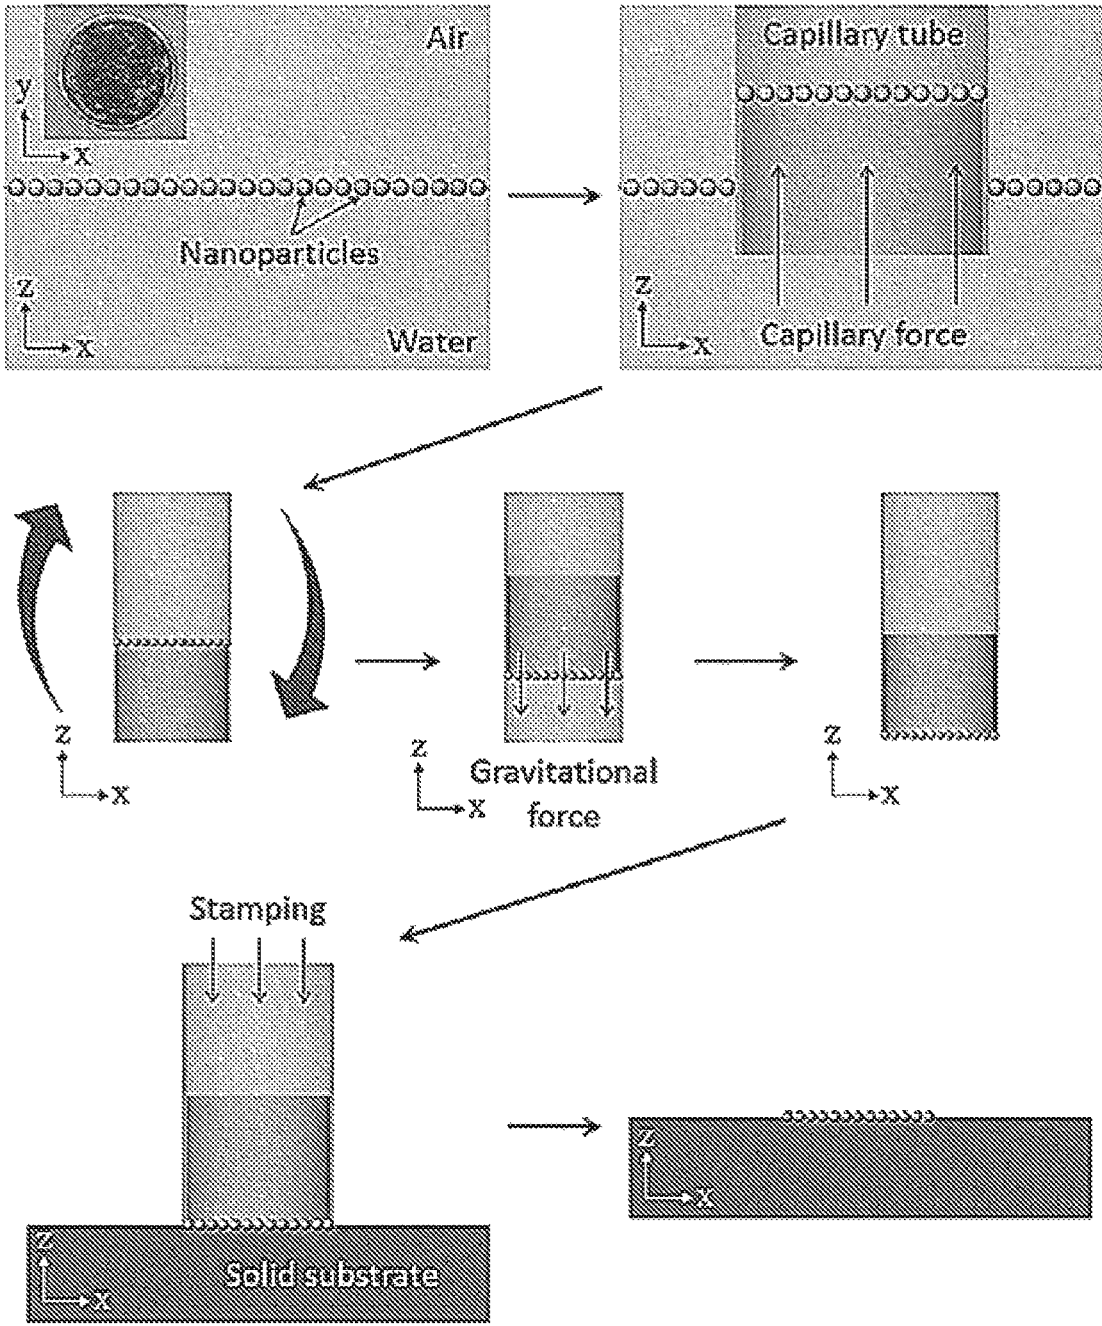 Air
y
x
Nanoparticles
z
x
Water
Capillary tube
z
x
Capillary force
z
x
z
x
Gravitational
force
z
x
Stamping
z
x
Solid substrate
z
x